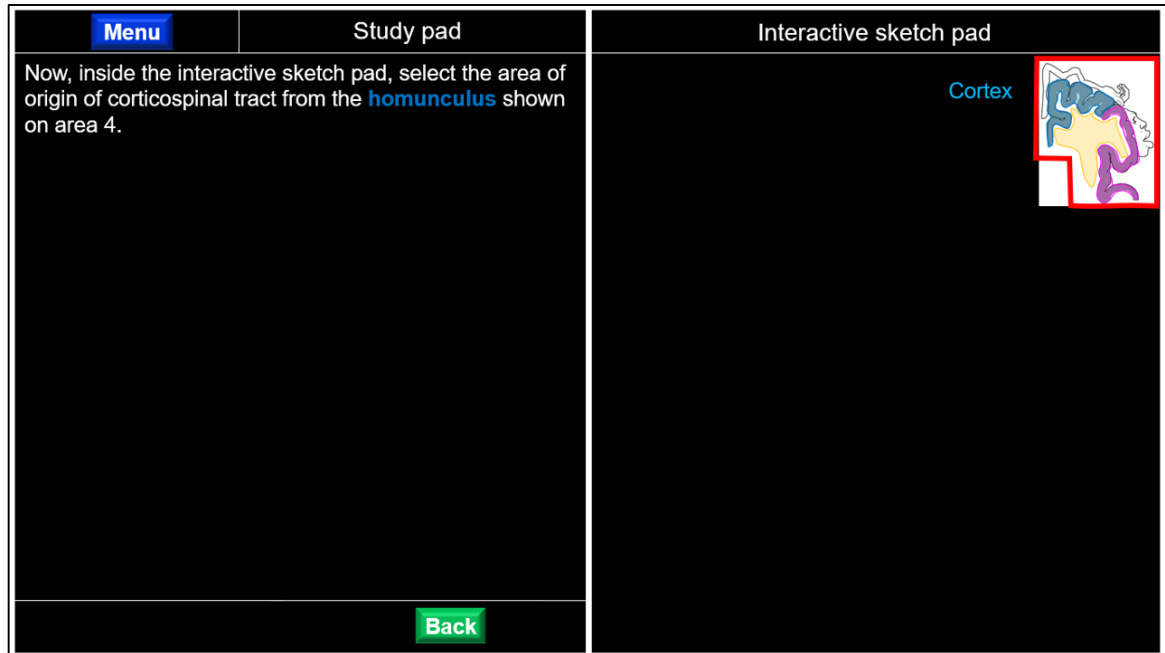 Menu
Study pad
Interactive sketch pad
Now, inside the interactive sketch pad, select the area of
origin of corticospinal tract from the homunculus shown
on area 4.
Cortex
Back